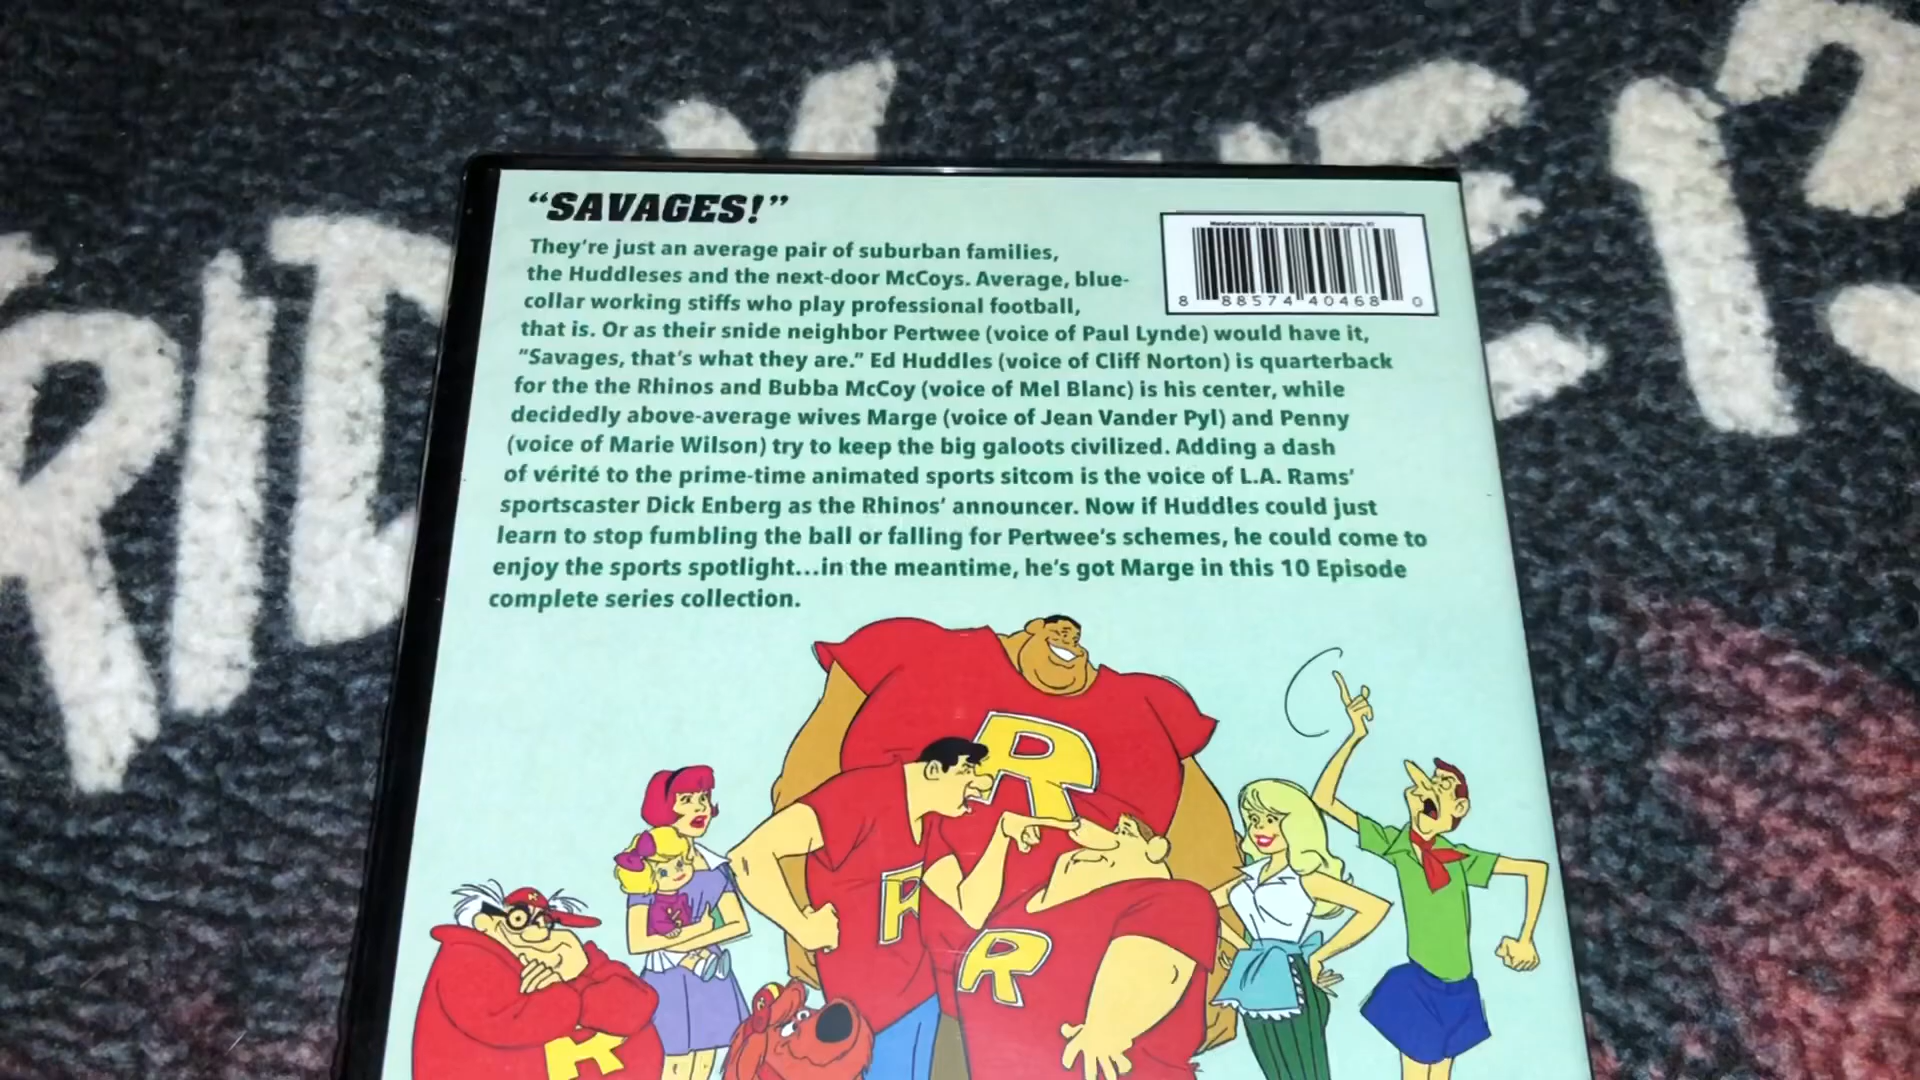 “SAVAGES!”
They’re just an average pair of suburban families,
the Huddleses and the next-door McCoys. Average, blue-
collar working stiffs who play professional football,
that is. Or as their snide neighbor Pertwee (voice of Paul Lynde) would have it,
“Savages, that’s what they are.” Ed Huddles (voice of Cliff Norton) is quarterback
for the the Rhinos and Bubba McCoy (voice of Mel Blanc) is his center, while
decidedly above-average wives Marge (voice of Jean Vander Pyl) and Penny
(voice of Marie Wilson) try to keep the big galoots civilized. Adding a dash
of vérité to the prime-time animated sports sitcom is the voice of L.A. Rams’
sportscaster Dick Enberg as the Rhinos’ announcer. Now if Huddles could just
learn to stop fumbling the ball or falling for Pertwee’s schemes, he could come to
enjoy the sports spotlight...in the meantime, he’s got Marge in this 10 Episode
complete series collection.
8 88574 40468 0
R
R
R
R